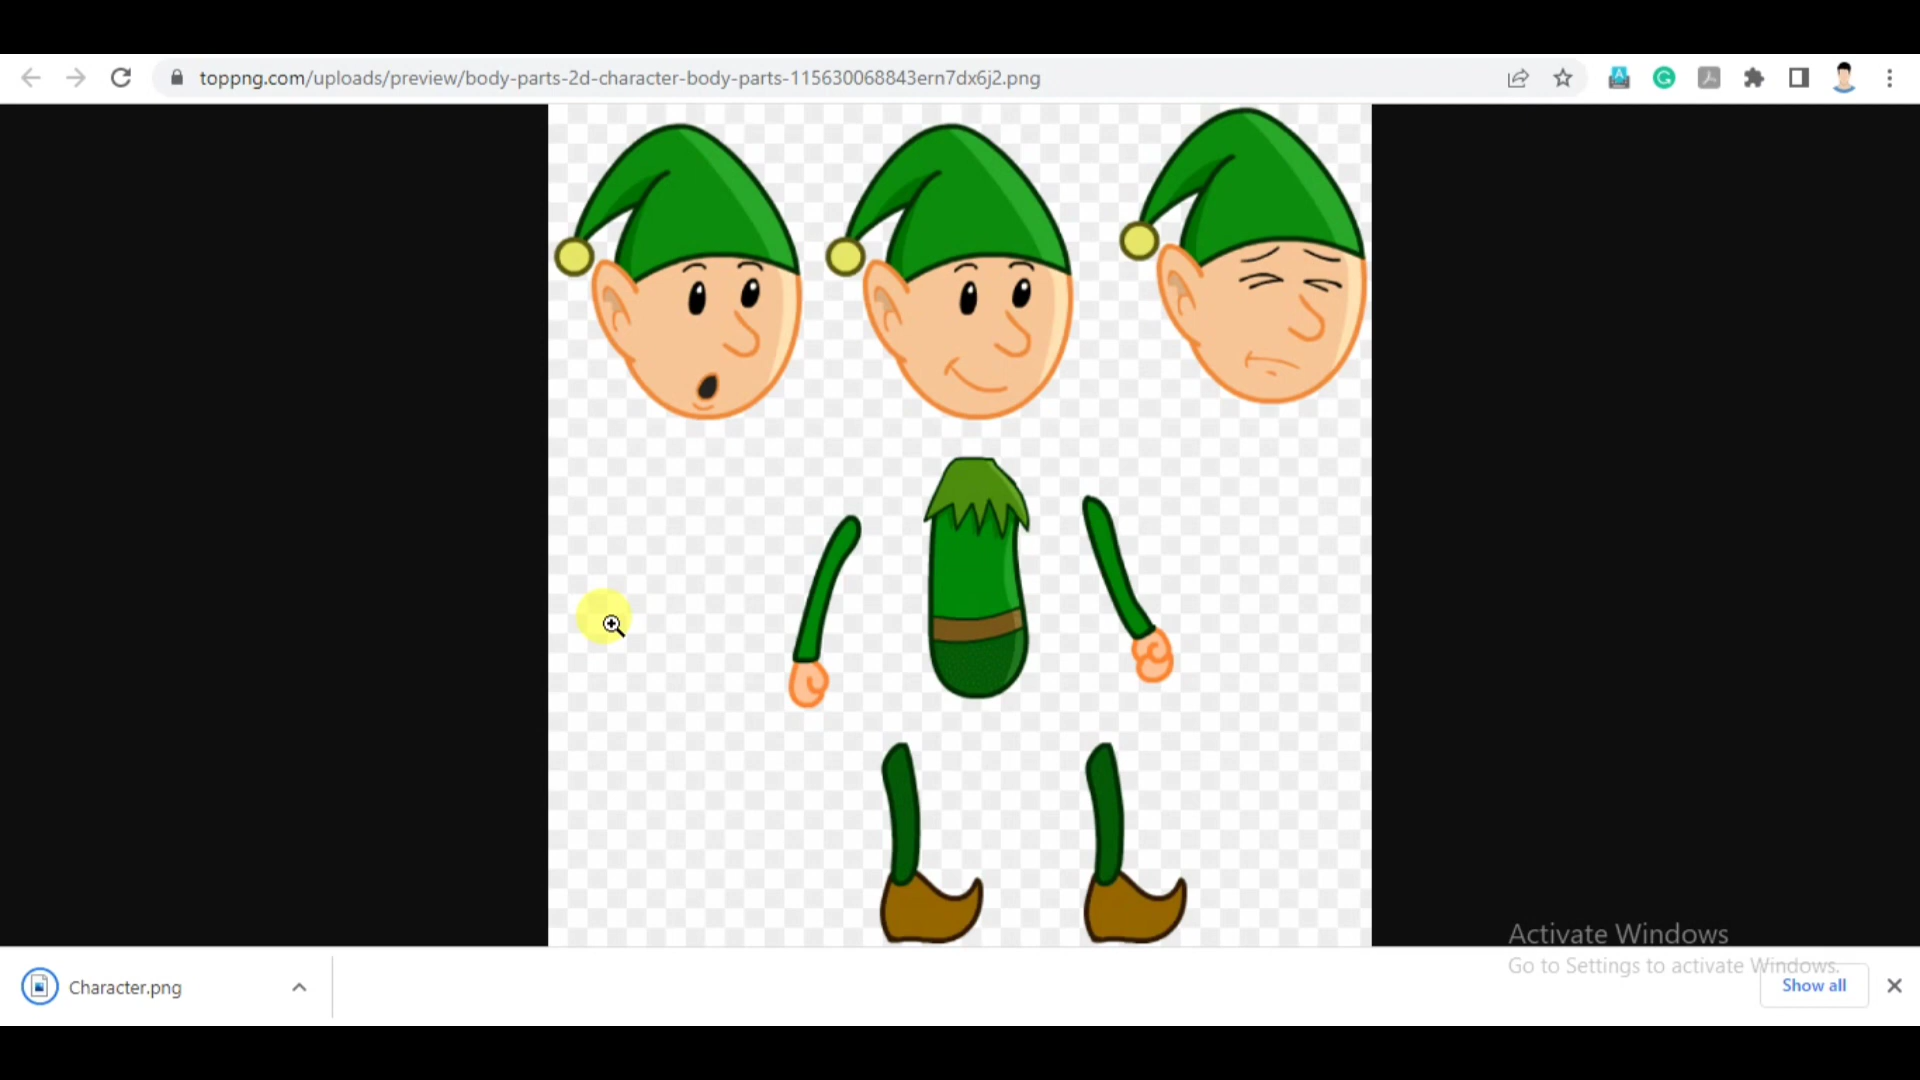 toppng.com/uploads/preview/body-parts-2d-character-body-parts-115630068843ern7dx6j2.png
Activate Windows
Go to Settings to activate Windows.
Character.png
Show all